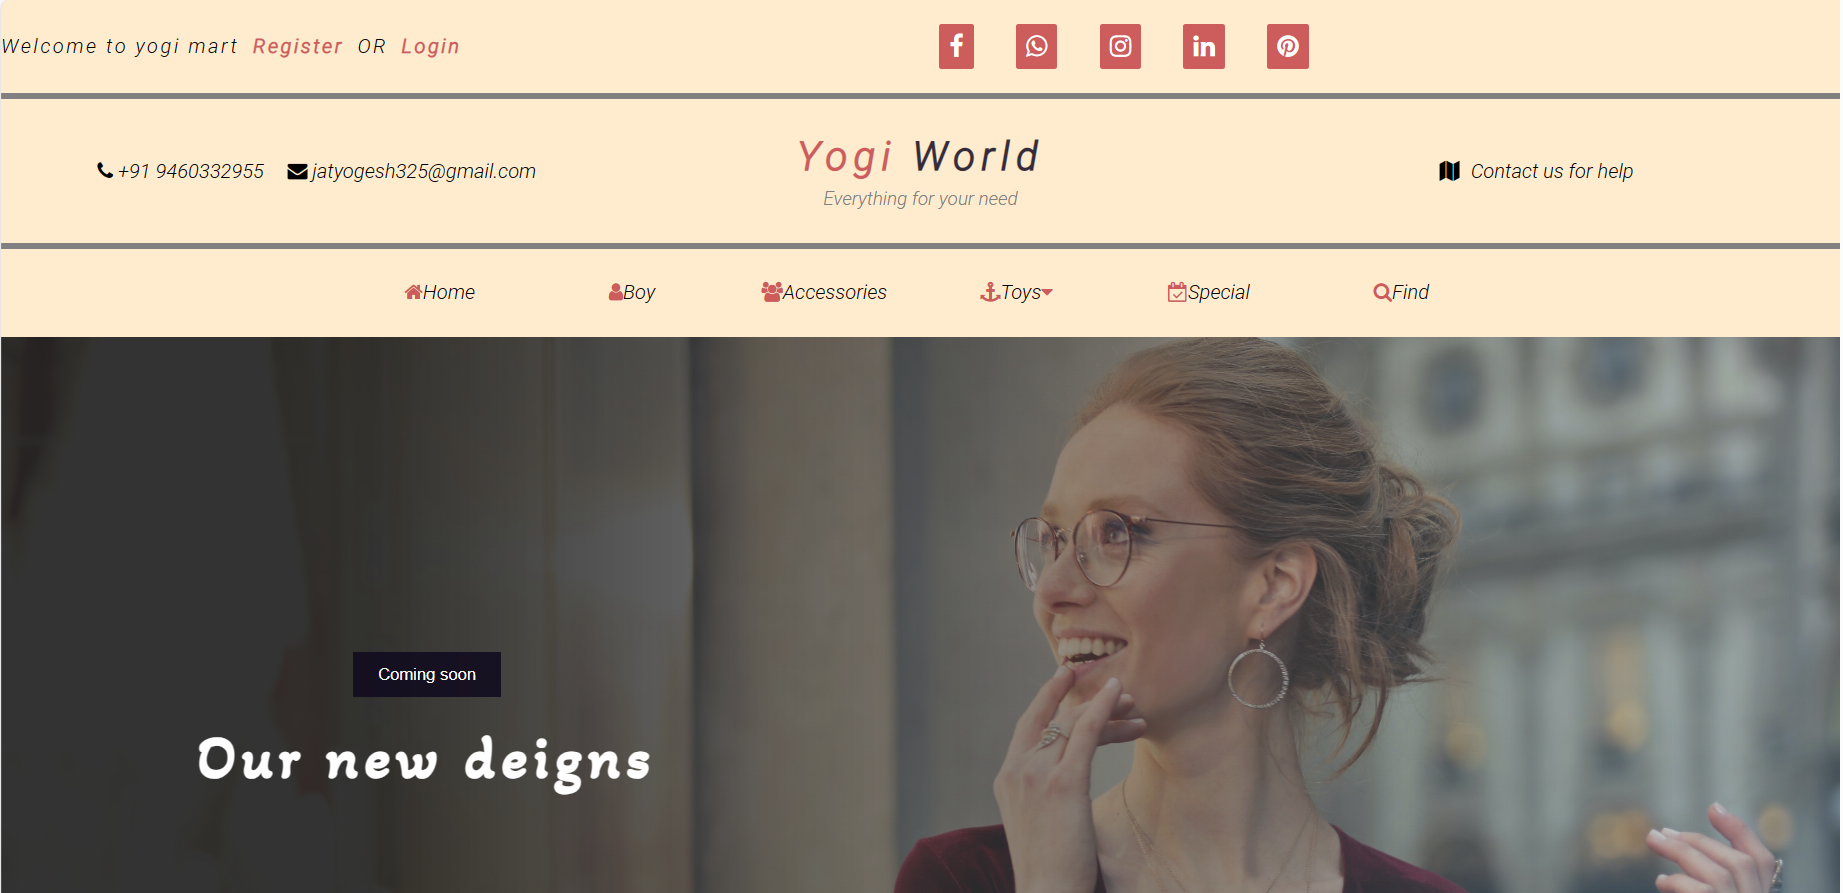 Welcome to yogi mart Register OR Login
+91 9460332955 jatyogesh325@gmail.com
Yogi World
Everything for your need
Contact us for help
Home Boy Accessories Toys Special Find
Coming soon
Our new deigns